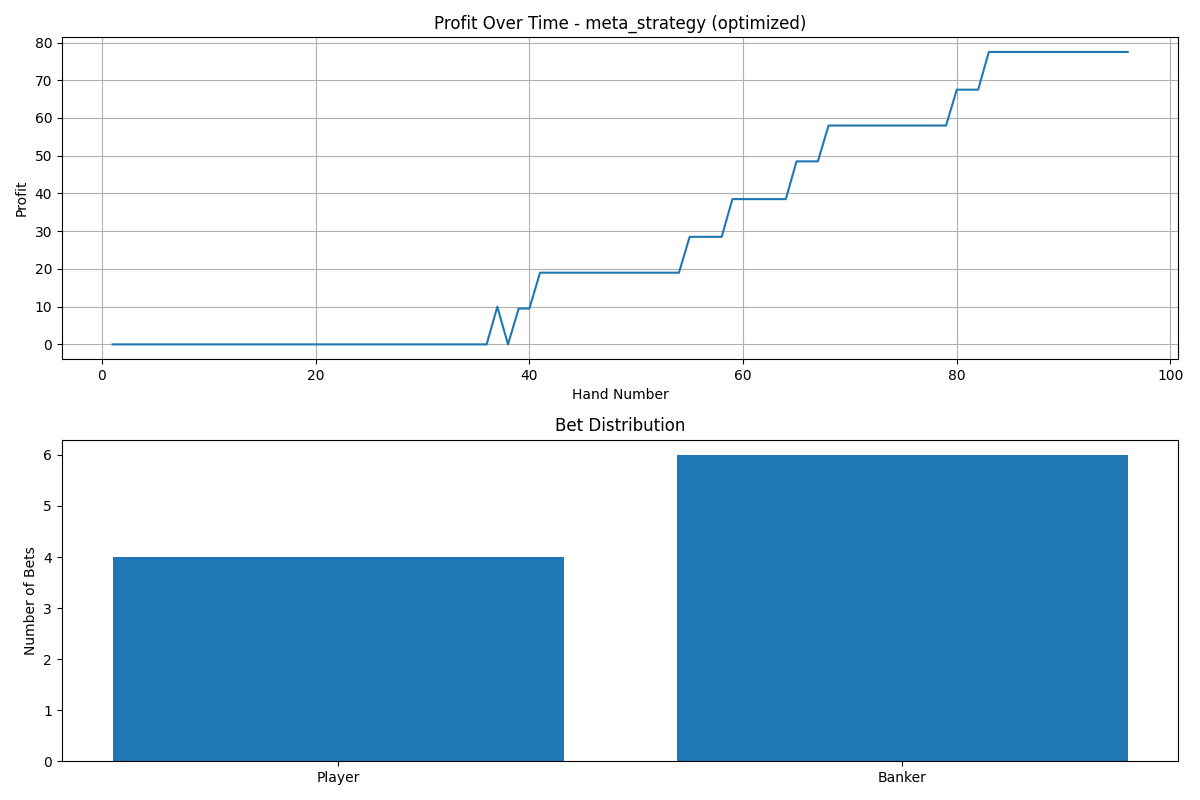 Profit Over Time - meta_strategy (optimized)
80
70
60
50
40
30
20
10
0
Profit
0 20 40 60 80 100
Hand Number
Bet Distribution
6
5
4
3
2
1
0
Number of Bets
Player Banker